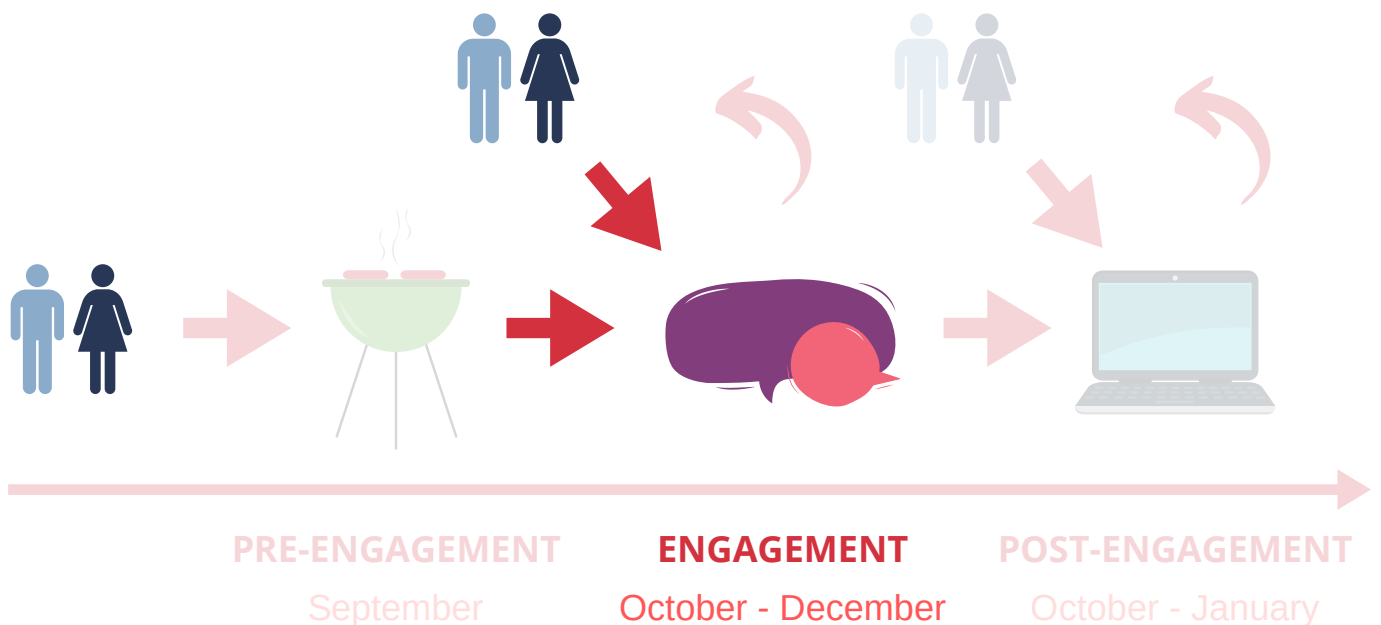 PRE-ENGAGEMENT
September
ENGAGEMENT
October - December
POST-ENGAGEMENT
October - January